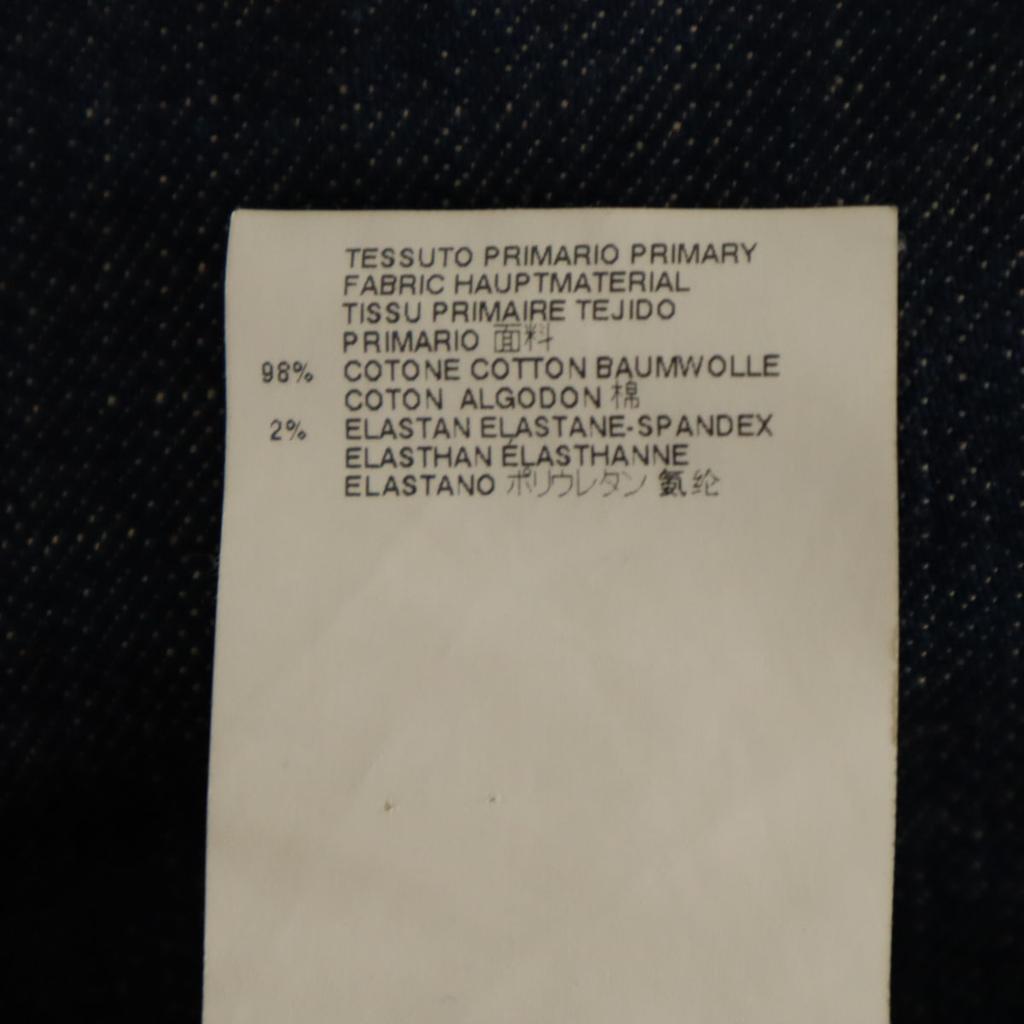 TESSUTO PRIMARIO PRIMARY
FABRIC HAUPTMATERIAL
TISSU PRIMAIRE TEJIDO
PRIMARIO 面料
98% COTONE COTTON BAUMWOLLE
COTON ALGODON 棉
2% ELASTAN ELASTANE-SPANDEX
ELASTHAN ÉLASTHANNE
ELASTANO ポリウレタン 氨纶